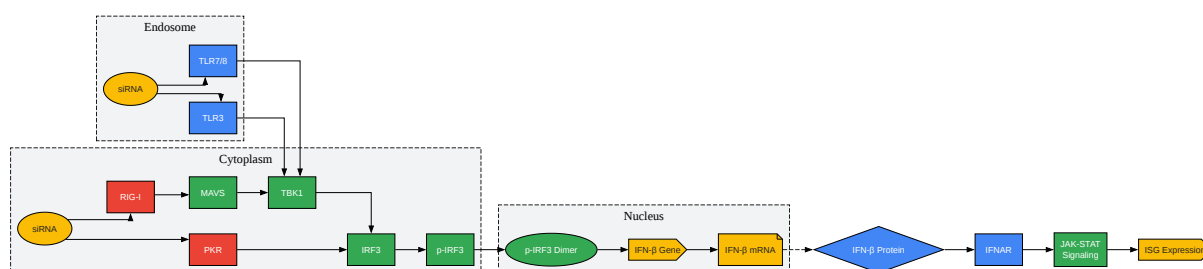 Endosome
TLR7/8
siRNA
TLR3
Cytoplasm
RIG-I
MAVS
TBK1
siRNA
PKR
IRF3
p-IRF3
Nucleus
p-IRF3 Dimer
IFN-β Gene
IFN-β mRNA
IFN-β Protein
IFNAR
JAK-STAT
Signaling
ISG Expression